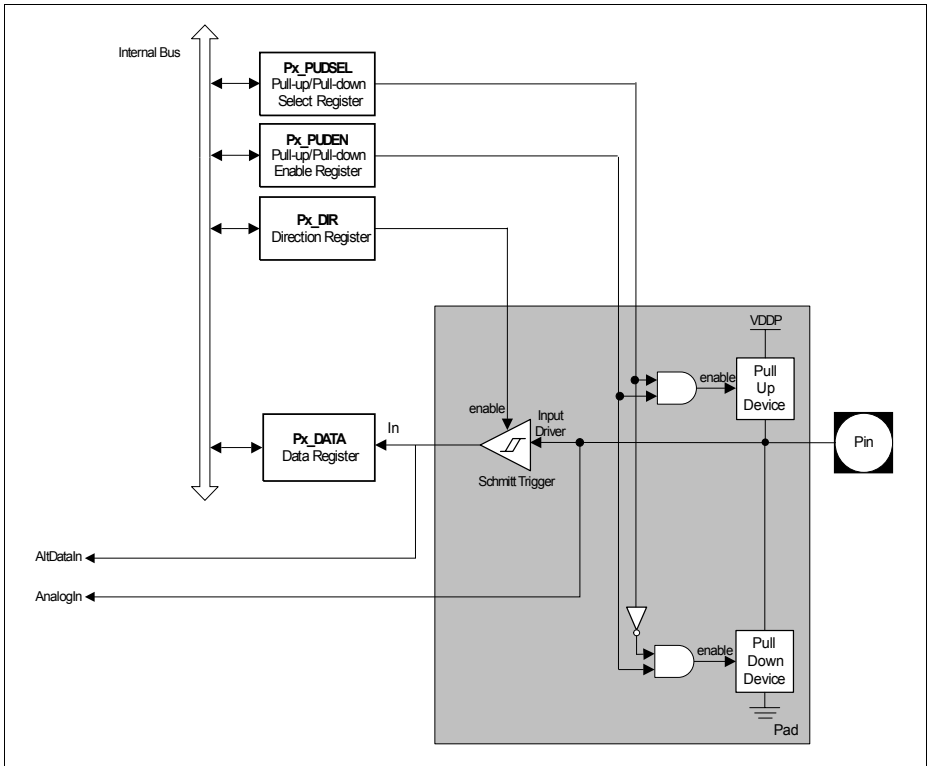 Internal Bus
Px_PUDSEL
Pull-up/Pull-down
Select Register
Px_PUDEN
Pull-up/Pull-down
Enable Register
Px_DIR
Direction Register
VDDP
enable
Pull
Up
Device
enable
Input
Driver
In
Px_DATA
Data Register
Schmitt Trigger
Pin
AltDataIn
AnalogIn
enable
Pull
Down
Device
Pad